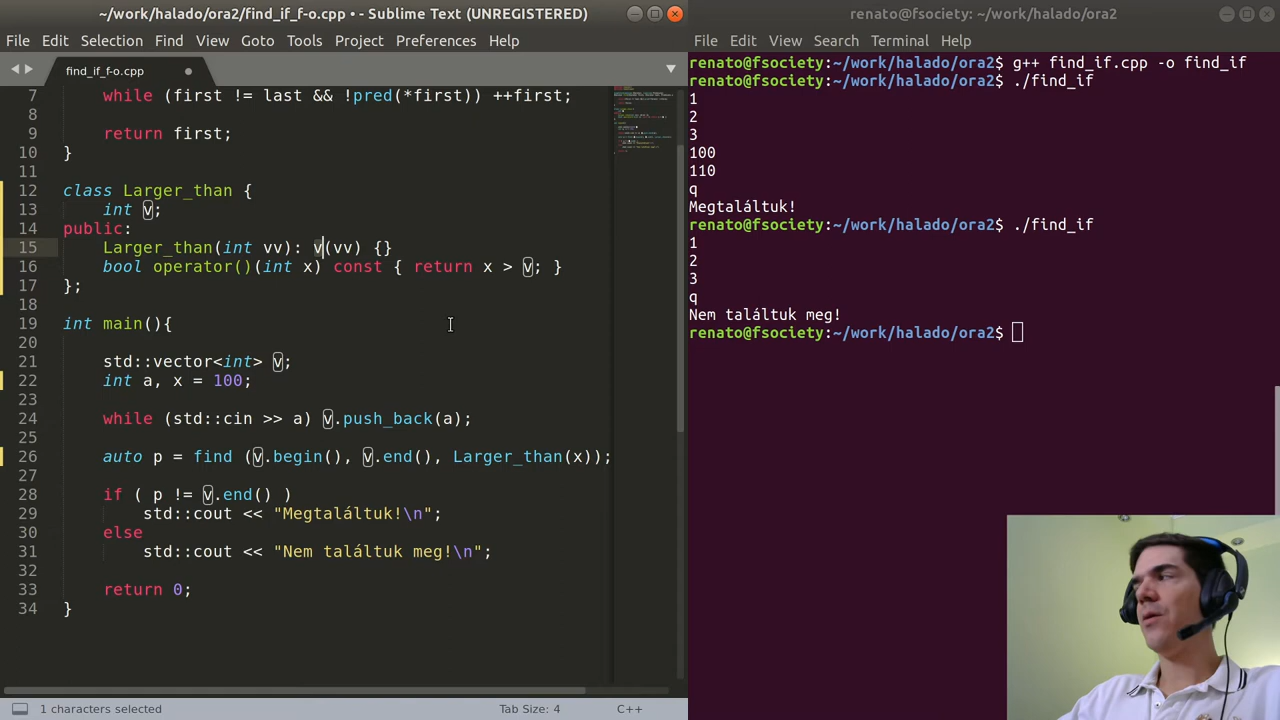 ~/work/halado/ora2/find_if_f-o.cpp • - Sublime Text (UNREGISTERED)
File Edit Selection Find View Goto Tools Project Preferences Help
find_if_f-o.cpp
7 while (first != last && !pred(*first)) ++first;
8
9 return first;
10 }
11
12 class Larger_than {
13 int v;
14 public:
15 Larger_than(int vv): v(vv) {}
16 bool operator()(int x) const { return x > v; }
17 };
18
19 int main(){
20
21 std::vector<int> v;
22 int a, x = 100;
23
24 while (std::cin >> a) v.push_back(a);
25
26 auto p = find (v.begin(), v.end(), Larger_than(x));
27
28 if ( p != v.end() )
29 std::cout << "Megtaláltuk!\n";
30 else
31 std::cout << "Nem találtuk meg!\n";
32
33 return 0;
34 }
1 characters selected
Tab Size: 4
C++
renato@fsociety: ~/work/halado/ora2
File Edit View Search Terminal Help
renato@fsociety:~/work/halado/ora2$ g++ find_if.cpp -o find_if
renato@fsociety:~/work/halado/ora2$ ./find_if
1
2
3
100
110
q
Megtaláltuk!
renato@fsociety:~/work/halado/ora2$ ./find_if
1
2
3
q
Nem találtuk meg!
renato@fsociety:~/work/halado/ora2$